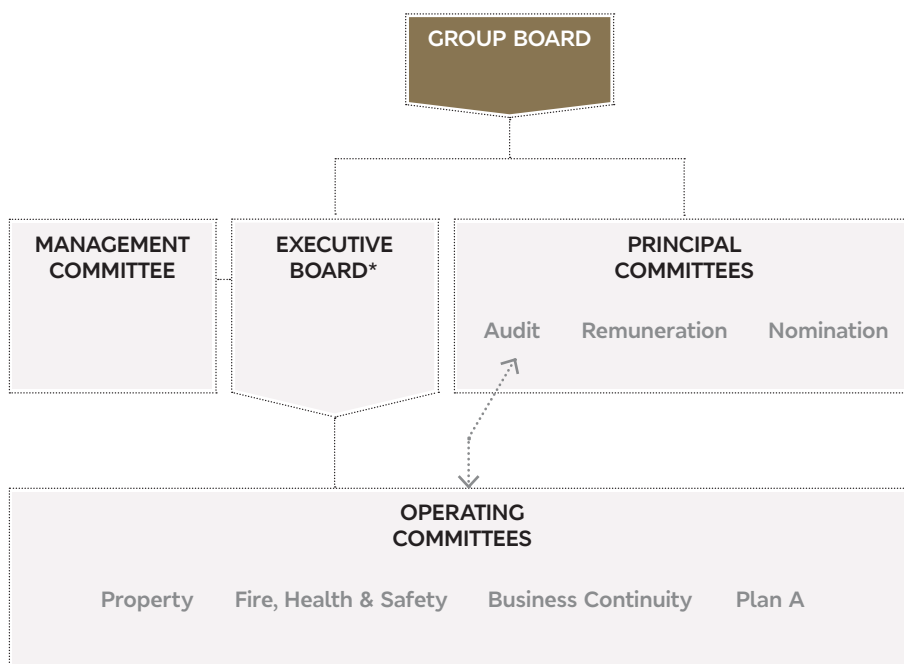 GROUP BOARD
MANAGEMENT
COMMITTEE
EXECUTIVE
BOARD*
PRINCIPAL
COMMITTEES
Audit Remuneration Nomination
OPERATING
COMMITTEES
Property Fire, Health & Safety Business Continuity Plan A